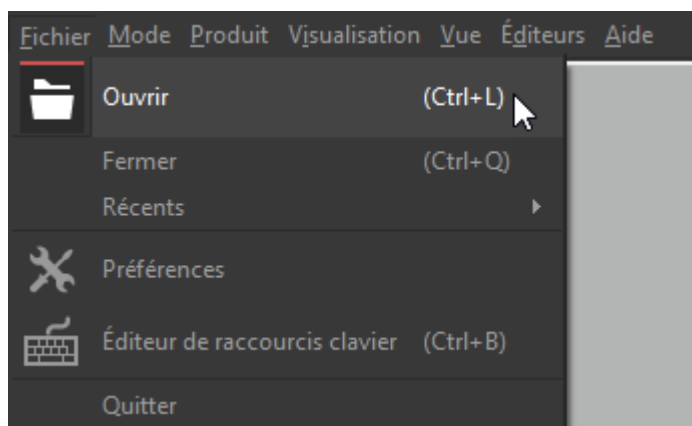 Fichier Mode Produit Visualisation Vue Éditeurs Aide
Ouvrir (Ctrl+L)
Fermer (Ctrl+Q)
Récents
Préférences
Éditeur de raccourcis clavier (Ctrl+B)
Quitter